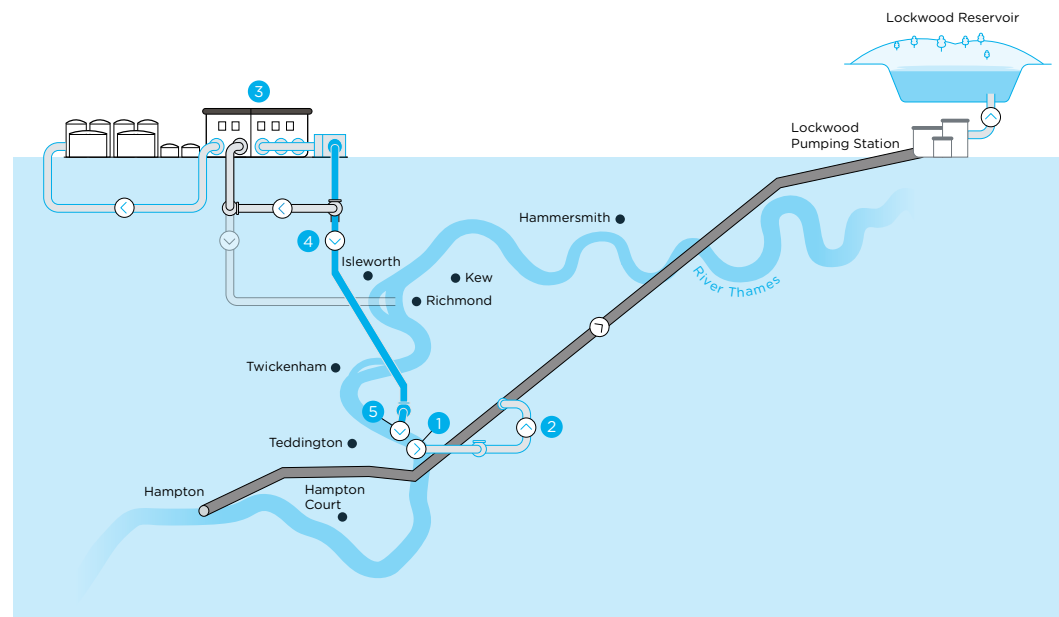 Lockwood Reservoir
3
Lockwood
Pumping Station
Hammersmith
4
Isleworth
Kew
River Thames
Richmond
Twickenham
5
1
2
Teddington
Hampton
Hampton
Court